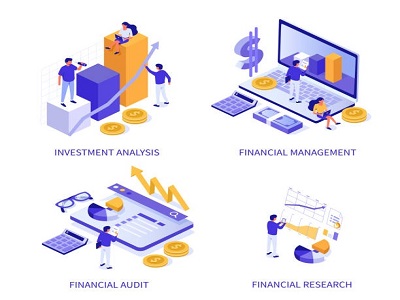 INVESTMENT ANALYSIS
FINANCIAL MANAGEMENT
FINANCIAL AUDIT
FINANCIAL RESEARCH